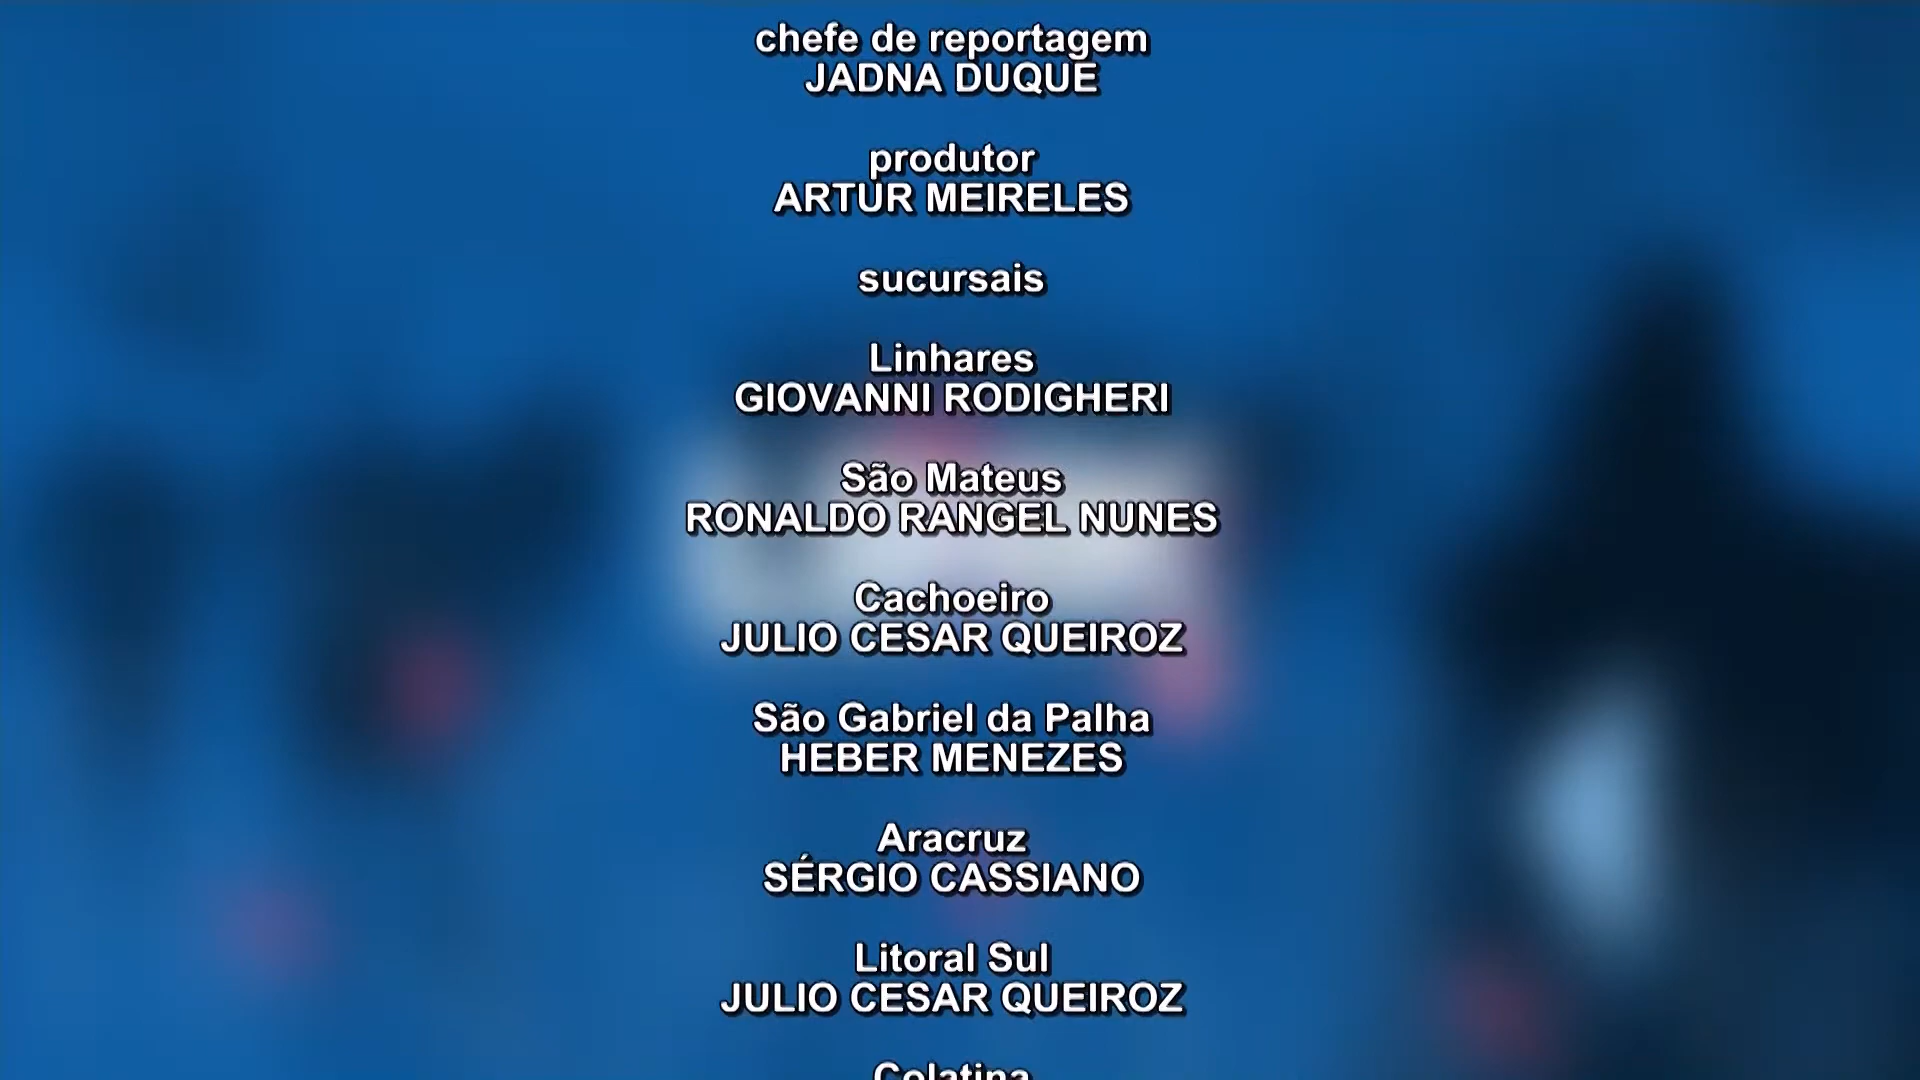 chefe de reportagem
JADNA DUQUE
produtor
ARTUR MEIRELES
sucursais
Linhares
GIOVANNI RODIGHERI
São Mateus
RONALDO RANGEL NUNES
Cachoeiro
JULIO CESAR QUEIROZ
São Gabriel da Palha
HEBER MENEZES
Aracruz
SÉRGIO CASSIANO
Litoral Sul
JULIO CESAR QUEIROZ
Colatina